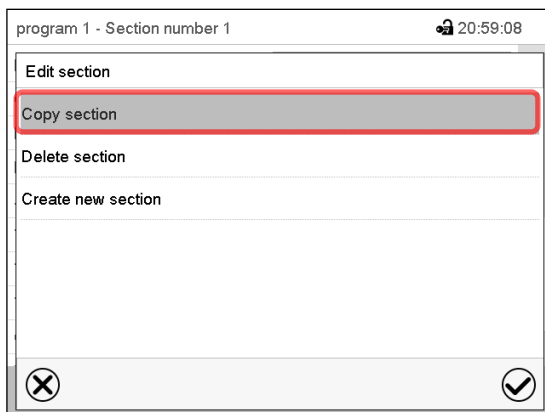 program 1 - Section number 1 20:59:08
Edit section
Copy section
Delete section
Create new section